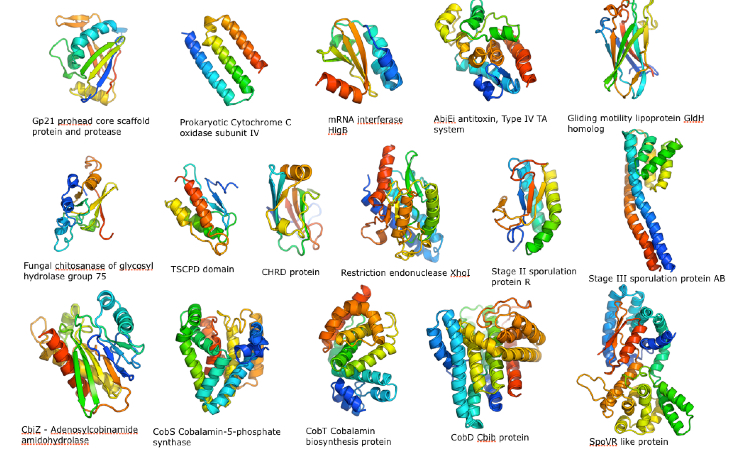 Gp21 prohead core scaffold
protein and protease
Prokaryotic Cytochrome C
oxidase subunit IV
mRNA interferase
HigB
AbiEi antitoxin, Type IV TA
system
Gliding motility lipoprotein GldH
homolog
Fungal chitosanase of glycosyl
hydrolase group 75
TSCPD domain
CHRD protein
Restriction endonuclease XhoI
Stage II sporulation
protein R
Stage III sporulation protein AB
CbiZ - Adenosylcobinamide
amidohydrolase
CobS Cobalamin-5-phosphate
synthase
CobT Cobalamin
biosynthesis protein
CobD Cbib protein
SpoVR like protein